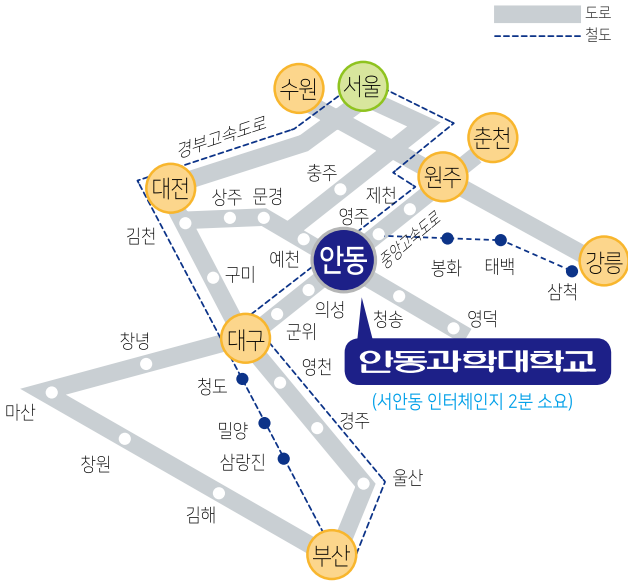 도로
철도
수원
서울
경부고속도로
춘천
충주
원주
대전
상주
문경
제천
영주
중앙고속도로
김천
예천
안동
봉화
태백
강릉
삼척
구미
의성
청송
영덕
군위
대구
창녕
안동과학대학교
(서안동 인터체인지 2분 소요)
영천
청도
마산
경주
밀양
창원
삼랑진
울산
김해
부산